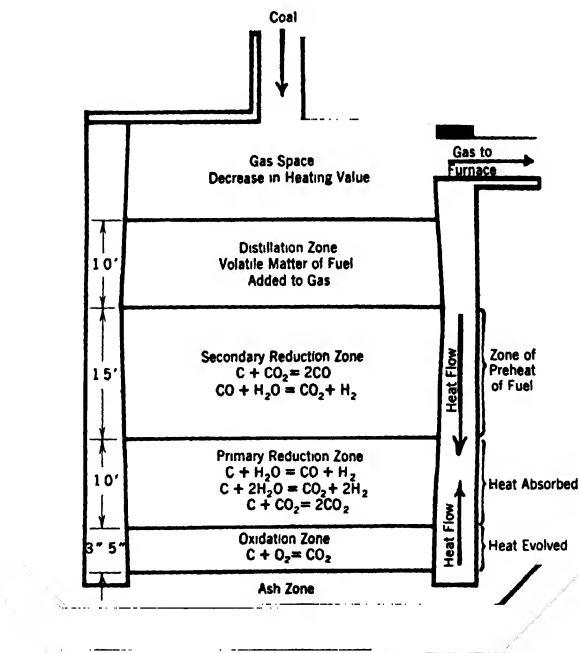 Coal
Gas Space
Decrease in Heating Value
Gas to
Furnace
10'
Distillation Zone
Volatile Matter of Fuel
Added to Gas
15'
Secondary Reduction Zone
C + CO₂= 2CO
CO + H₂O = CO₂+ H₂
Heat Flow
Zone of
Preheat
of Fuel
10'
Primary Reduction Zone
C + H₂O = CO + H₂
C + 2H₂O = CO₂+ 2H₂
C + CO₂= 2CO₂
Heat Absorbed
3" 5"
Oxidation Zone
C + O₂= CO₂
Heat Flow
Heat Evolved
Ash Zone